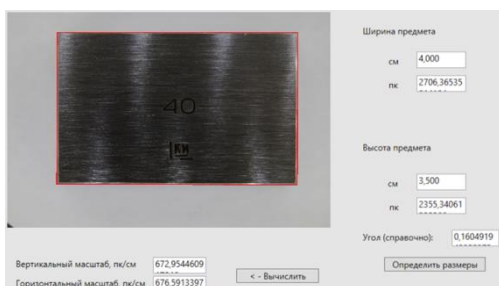 Ширина предмета
см 4,000
пк 2706,36535
40
КИ
Высота предмета
см 3,500
пк 2355,34061
Угол (справочно): 0,1604919
Определить размеры
Вертикальный масштаб, пк/см 672,9544609
Горизонтальный масштаб, пк/см 676,5913397
< - Вычислить